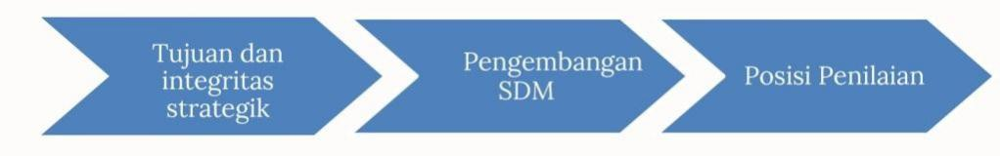 Tujuan dan
integritas
strategik
Pengembangan
SDM
Posisi Penilaian